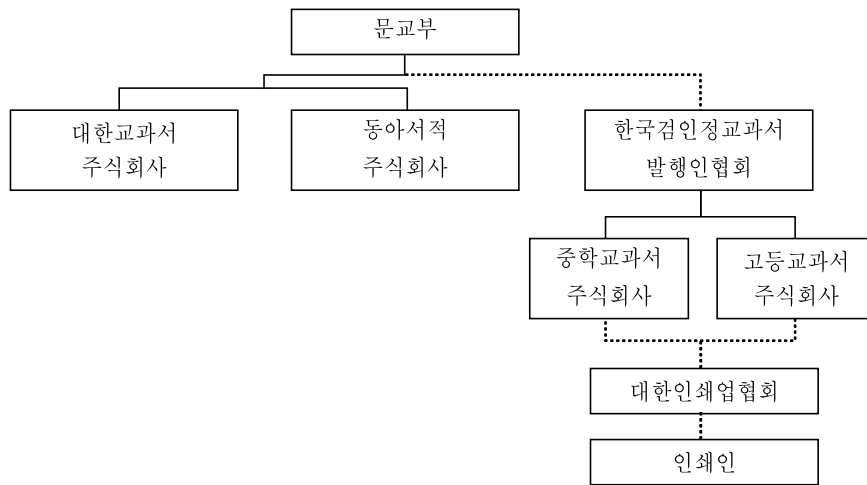 문교부
대한교과서
주식회사
동아서적
주식회사
한국검인정교과서
발행인협회
중학교과서
주식회사
고등교과서
주식회사
대한인쇄업협회
인쇄인